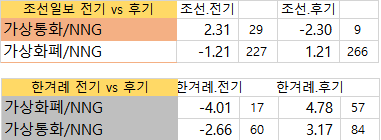 조선일보 전기 vs 후기 조선.전기 조선.후기
가상통화/NNG 2.31 29 -2.30 9
가상화폐/NNG -1.21 227 1.21 266
한겨레 전기 vs 후기 한겨레.전기 한겨레.후기
가상화폐/NNG -4.01 17 4.78 57
가상통화/NNG -2.66 60 3.17 84